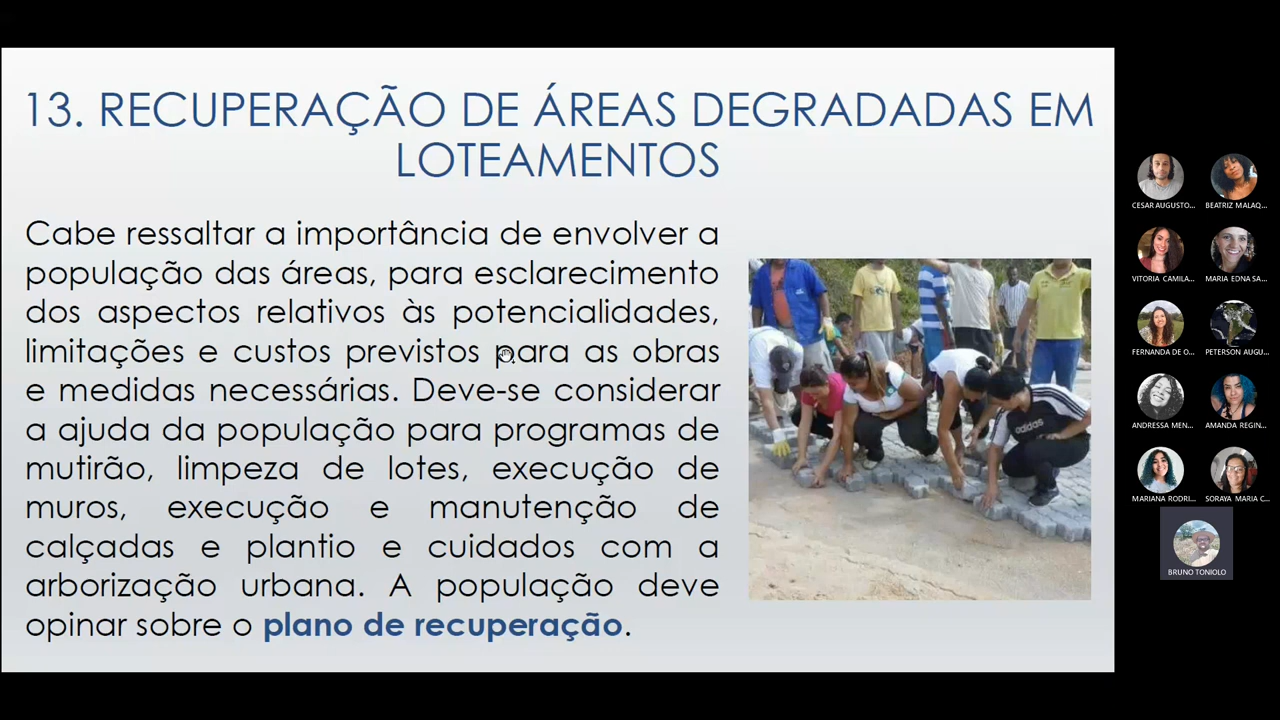 13. RECUPERAÇÃO DE ÁREAS DEGRADADAS EM
LOTEAMENTOS
Cabe ressaltar a importância de envolver a
população das áreas, para esclarecimento
dos aspectos relativos às potencialidades,
limitações e custos previstos para as obras
e medidas necessárias. Deve-se considerar
a ajuda da população para programas de
mutirão, limpeza de lotes, execução de
muros, execução e manutenção de
calçadas e plantio e cuidados com a
arborização urbana. A população deve
opinar sobre o plano de recuperação.
adidas
CESAR AUGUSTO...
BEATRIZ MALAQ...
VITORIA CAMILA...
MARIA EDNA SA...
FERNANDA DE O...
PETERSON AUGU...
ANDRESSA MEN...
AMANDA REGIN...
MARIANA RODRI...
SORAYA MARIA C...
BRUNO TONIOLO